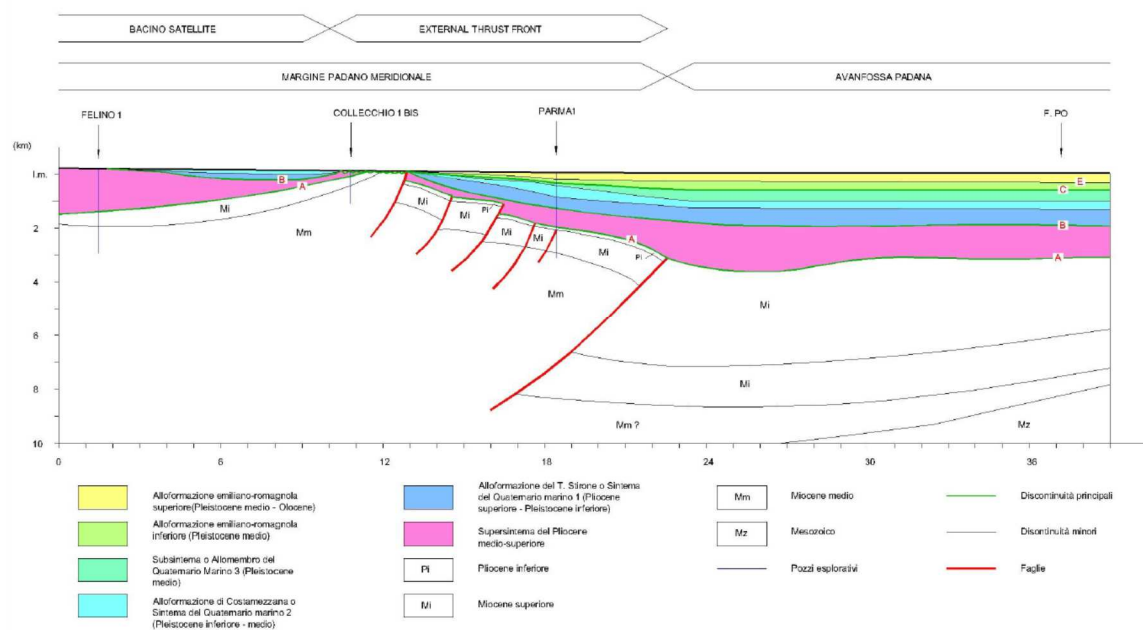 BACINO SATELLITE
EXTERNAL THRUST FRONT
MARGINE PADANO MERIDIONALE
AVANFOSSA PADANA
FELINO 1
COLLECCHIO 1 BIS
PARMA1
F. PO
(km)
l.m.
2
4
6
8
10
B
A
Mi
Mm
Mi
Mi
Pi
Mi
Mi
Mi
A
Pi
Mm
E
C
B
A
Mi
Mi
Mm ?
Mz
0
6
12
18
24
30
36
Alloformazione emiliano-romagnola
superiore(Pleistocene medio - Olocene)
Alloformazione emiliano-romagnola
inferiore (Pleistocene medio)
Subsintema o Allomembro del
Quaternario Marino 3 (Pleistocene
medio)
Alloformazione di Costamezzana o
Sintema del Quaternario marino 2
(Pleistocene inferiore - medio)
Alloformazione del T. Stirone o Sintema
del Quaternario marino 1 (Pliocene
superiore - Pleistocene inferiore)
Supersintema del Pliocene
medio-superiore
Pi
Pliocene inferiore
Mi
Miocene superiore
Mm
Miocene medio
Mz
Mesozoico
Pozzi esplorativi
Discontinuità principali
Disontinuità minori
Faglie